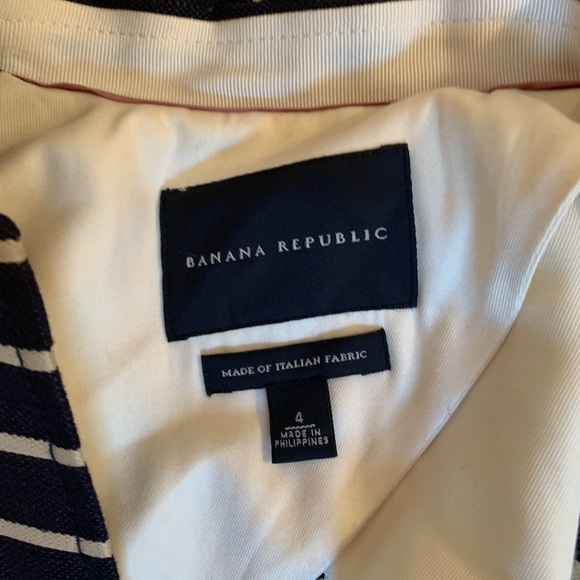 BANANA REPUBLIC
MADE OF ITALIAN FABRIC
4
MADE IN
PHILIPPINES